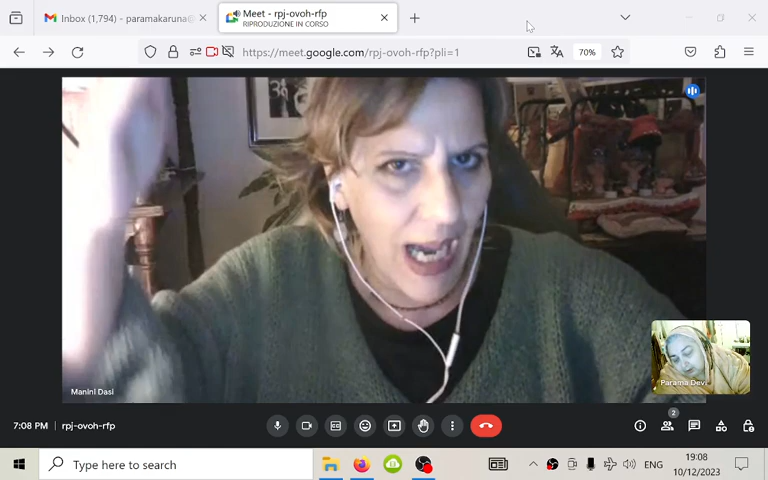 Inbox (1,794) - paramakaruna@
Meet - rpj-ovoh-rfp
RIPRODUZIONE IN CORSO
https://meet.google.com/rpj-ovoh-rfp?pli=1
70%
Manini Dasi
Parama Devi
7:08 PM | rpj-ovoh-rfp
2
Type here to search
ENG
19:08
10/12/2023